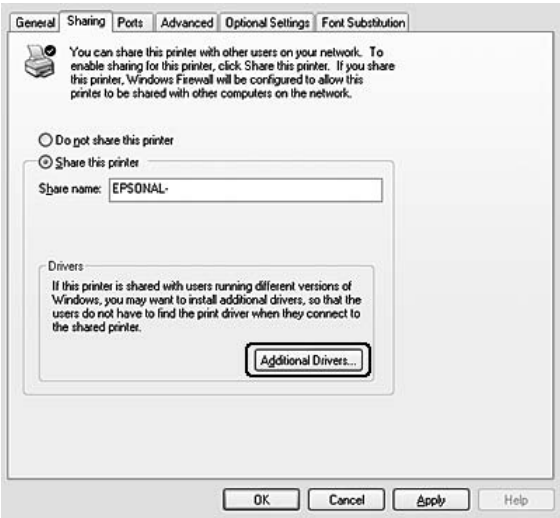 General Sharing Ports Advanced Optional Settings Font Substitution
You can share this printer with other users on your network. To
enable sharing for this printer, click Share this printer. If you share
this printer, Windows Firewall will be configured to allow this
printer to be shared with other computers on the network.
Do not share this printer
Share this printer
Share name: EPSONAL-
Drivers
If this printer is shared with users running different versions of
Windows, you may want to install additional drivers, so that the
users do not have to find the print driver when they connect to
the shared printer.
Additional Drivers...
OK Cancel Apply Help